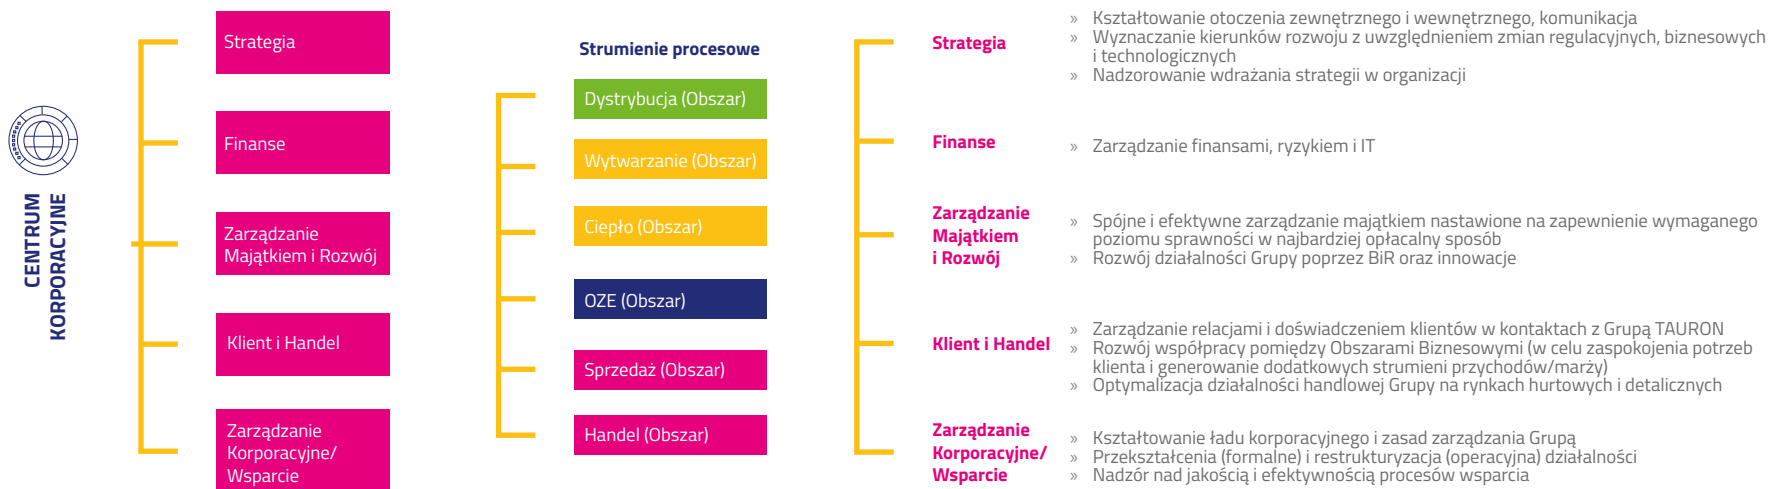 CENTRUM
KORPORACYJNE
Strategia
Finanse
Zarządzanie
Majątkiem i Rozwój
Klient i Handel
Zarządzanie
Korporacyjne/
Wsparcie
Strumienie procesowe
Dystrybucja (Obszar)
Wytwarzanie (Obszar)
Ciepło (Obszar)
OZE (Obszar)
Sprzedaż (Obszar)
Handel (Obszar)
Strategia
» Kształtowanie otoczenia zewnętrznego i wewnętrznego, komunikacja
» Wyznaczanie kierunków rozwoju z uwzględnieniem zmian regulacyjnych, biznesowych
i technologicznych
» Nadzorowanie wdrażania strategii w organizacji
Finanse
» Zarządzanie finansami, ryzykiem i IT
Zarządzanie
Majątkiem
i Rozwój
» Spójne i efektywne zarządzanie majątkiem nastawione na zapewnienie wymaganego
poziomu sprawności w najbardziej opłacalny sposób
» Rozwój działalności Grupy poprzez BiR oraz innowacje
Klient i Handel
» Zarządzanie relacjami i doświadczeniem klientów w kontaktach z Grupą TAURON
» Rozwój współpracy pomiędzy Obszarami Biznesowymi (w celu zaspokojenia potrzeb
klienta i generowanie dodatkowych strumieni przychodów/marży)
» Optymalizacja działalności handlowej Grupy na rynkach hurtowych i detalicznych
Zarządzanie
Korporacyjne/
Wsparcie
» Kształtowanie ładu korporacyjnego i zasad zarządzania Grupą
» Przekształcenia (formalne) i restrukturyzacja (operacyjna) działalności
» Nadzór nad jakością i efektywnością procesów wsparcia